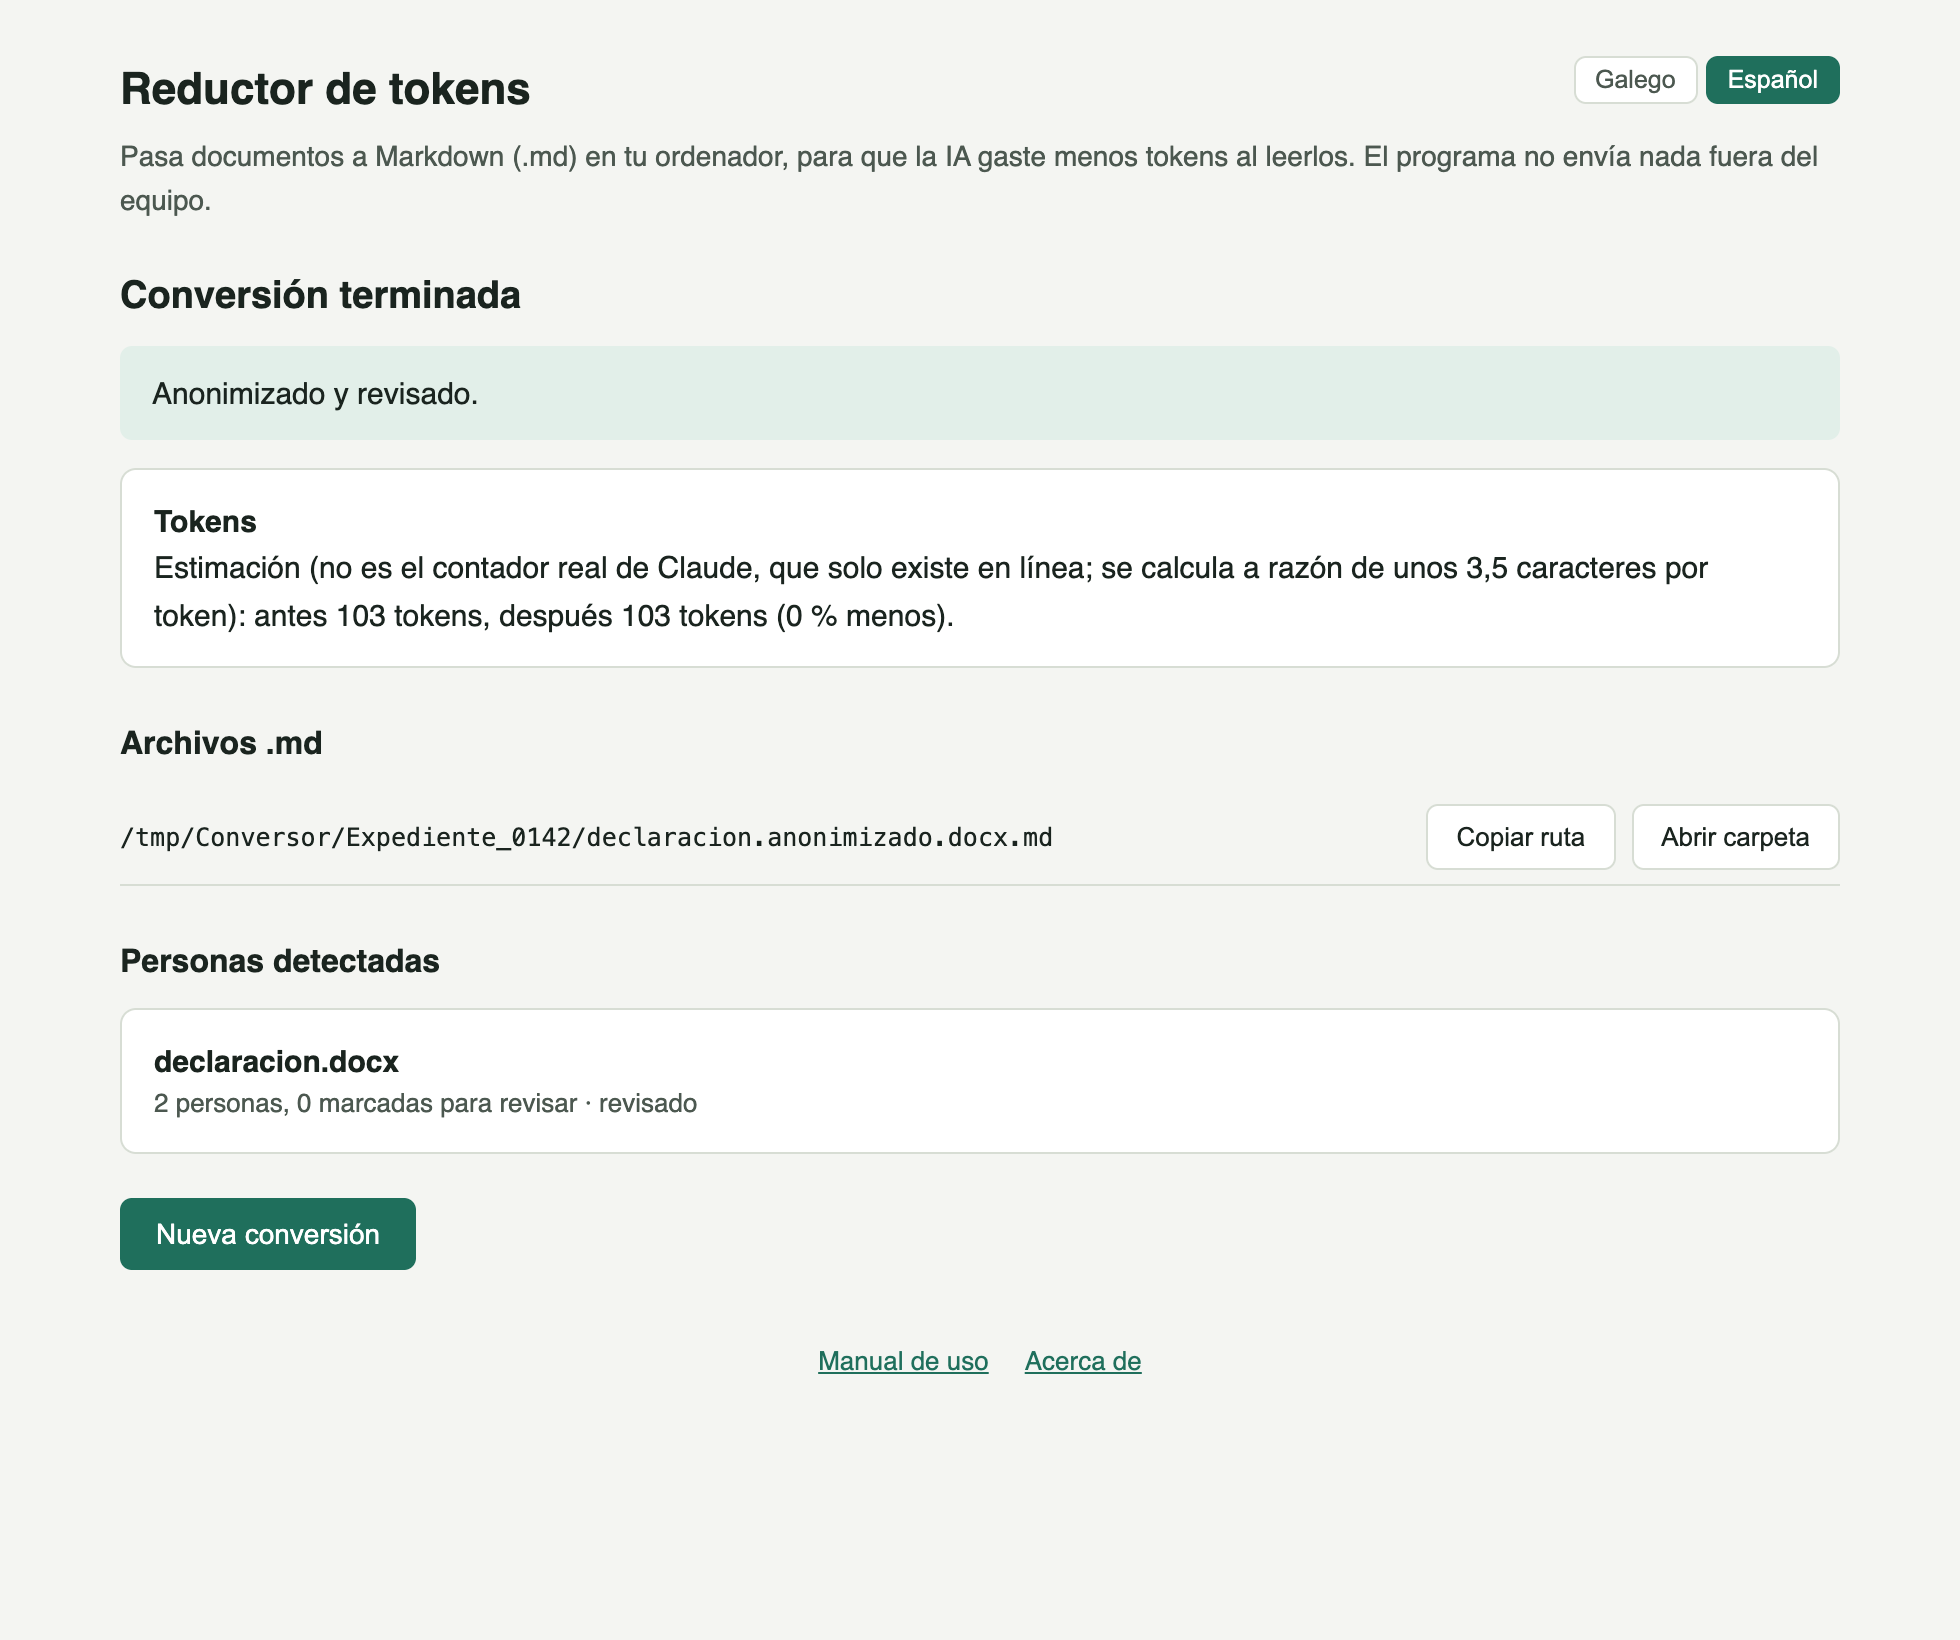 Reductor de tokens
Galego
Español
Pasa documentos a Markdown (.md) en tu ordenador, para que la IA gaste menos tokens al leerlos. El programa no envía nada fuera del
equipo.
Conversión terminada
Anonimizado y revisado.
Tokens
Estimación (no es el contador real de Claude, que solo existe en línea; se calcula a razón de unos 3,5 caracteres por
token): antes 103 tokens, después 103 tokens (0 % menos).
Archivos .md
/tmp/Conversor/Expediente_0142/declaracion.anonimizado.docx.md
Copiar ruta
Abrir carpeta
Personas detectadas
declaracion.docx
2 personas, 0 marcadas para revisar · revisado
Nueva conversión
Manual de uso
Acerca de